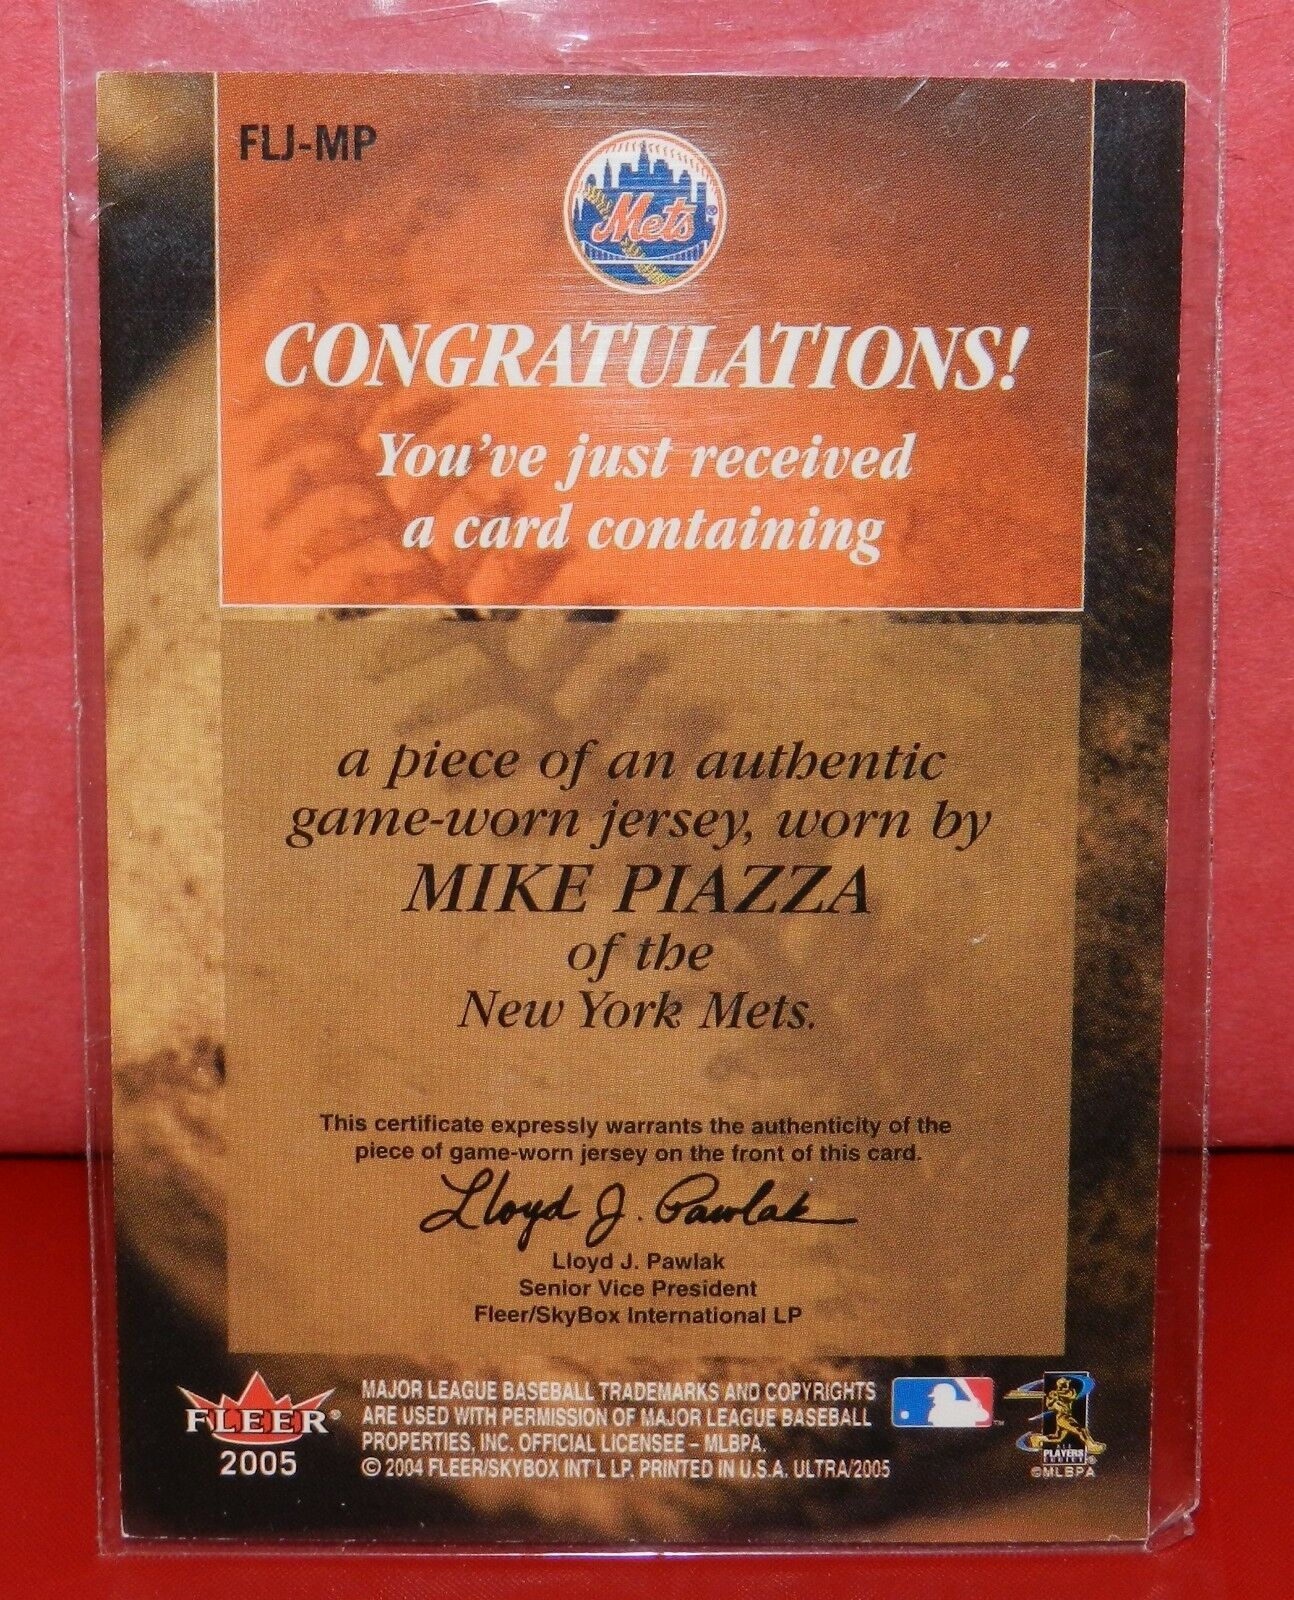 FLJ-MP
Mets®
CONGRATULATIONS!
You've just received
a card containing
a piece of an authentic
game-worn jersey, worn by
MIKE PIAZZA
of the
New York Mets.
This certificate expressly warrants the authenticity of the
piece of game-worn jersey on the front of this card.
Lloyd J. Pawlak
Lloyd J. Pawlak
Senior Vice President
Fleer/SkyBox International LP
FLEER®
2005
MAJOR LEAGUE BASEBALL TRADEMARKS AND COPYRIGHTS
ARE USED WITH PERMISSION OF MAJOR LEAGUE BASEBALL
PROPERTIES, INC. OFFICIAL LICENSEE – MLBPA.
© 2004 FLEER/SKYBOX INT'L LP. PRINTED IN U.S.A. ULTRA/2005
TM
PLAYERS
CHOICE®
©MLBPA